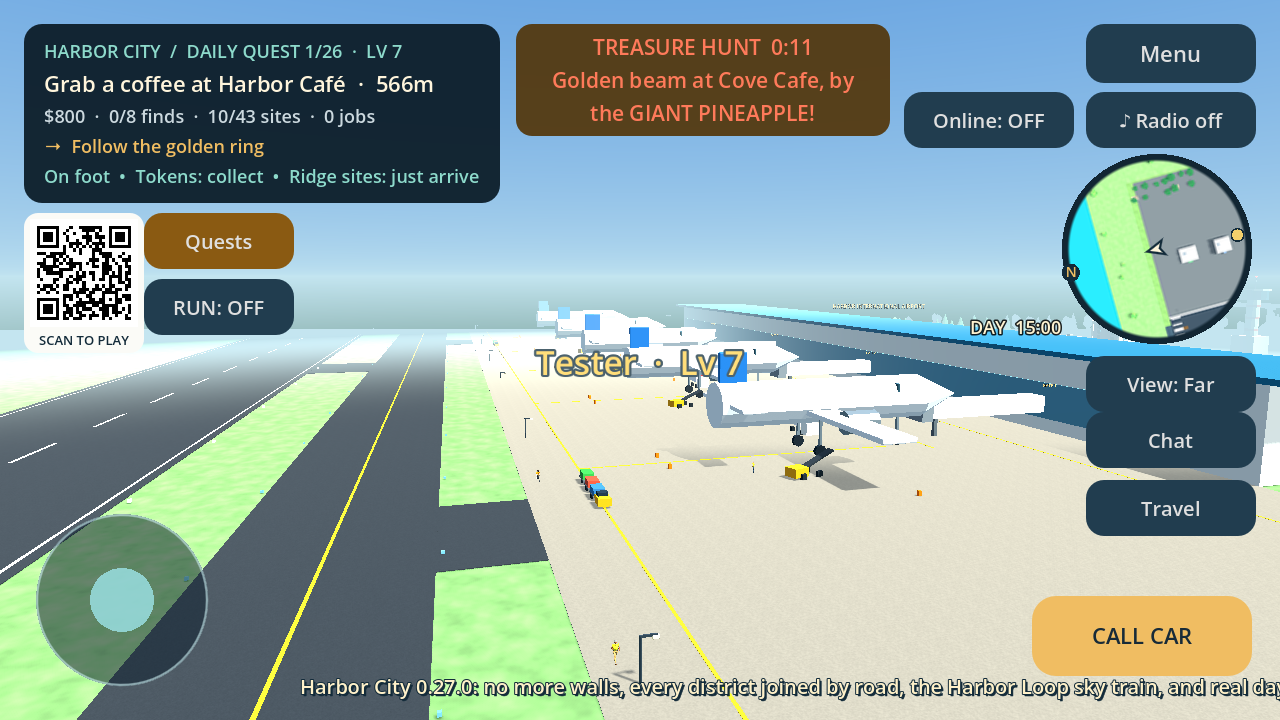 HARBOR CITY / DAILY QUEST 1/26 · LV 7
Grab a coffee at Harbor Café · 566m
$800 · 0/8 finds · 10/43 sites · 0 jobs
→ Follow the golden ring
On foot • Tokens: collect • Ridge sites: just arrive
TREASURE HUNT 0:11
Golden beam at Cove Cafe, by
the GIANT PINEAPPLE!
Menu
Online: OFF
♪ Radio off
Quests
RUN: OFF
SCAN TO PLAY
N
DAY 15:00
Tester · Lv 7
View: Far
Chat
Travel
CALL CAR
Harbor City 0.27.0: no more walls, every district joined by road, the Harbor Loop sky train, and real day